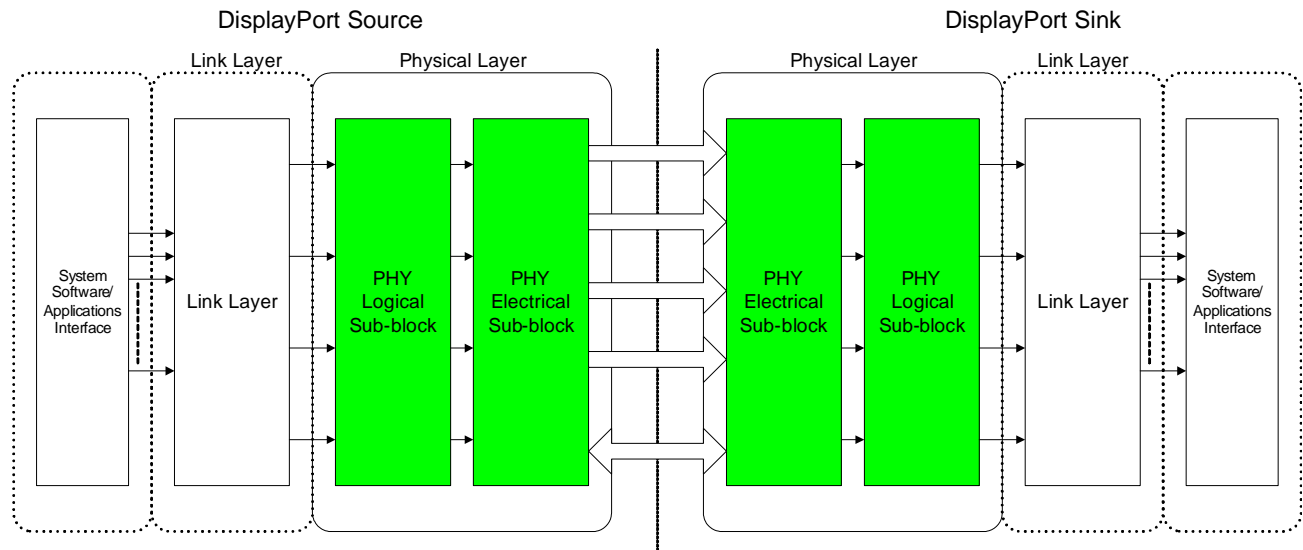 DisplayPort Source
DisplayPort Sink
Link Layer
Physical Layer
Physical Layer
Link Layer
System
Software/
Applications
Interface
Link Layer
PHY
Logical
Sub-block
PHY
Electrical
Sub-block
PHY
Electrical
Sub-block
PHY
Logical
Sub-block
Link Layer
System
Software/
Applications
Interface